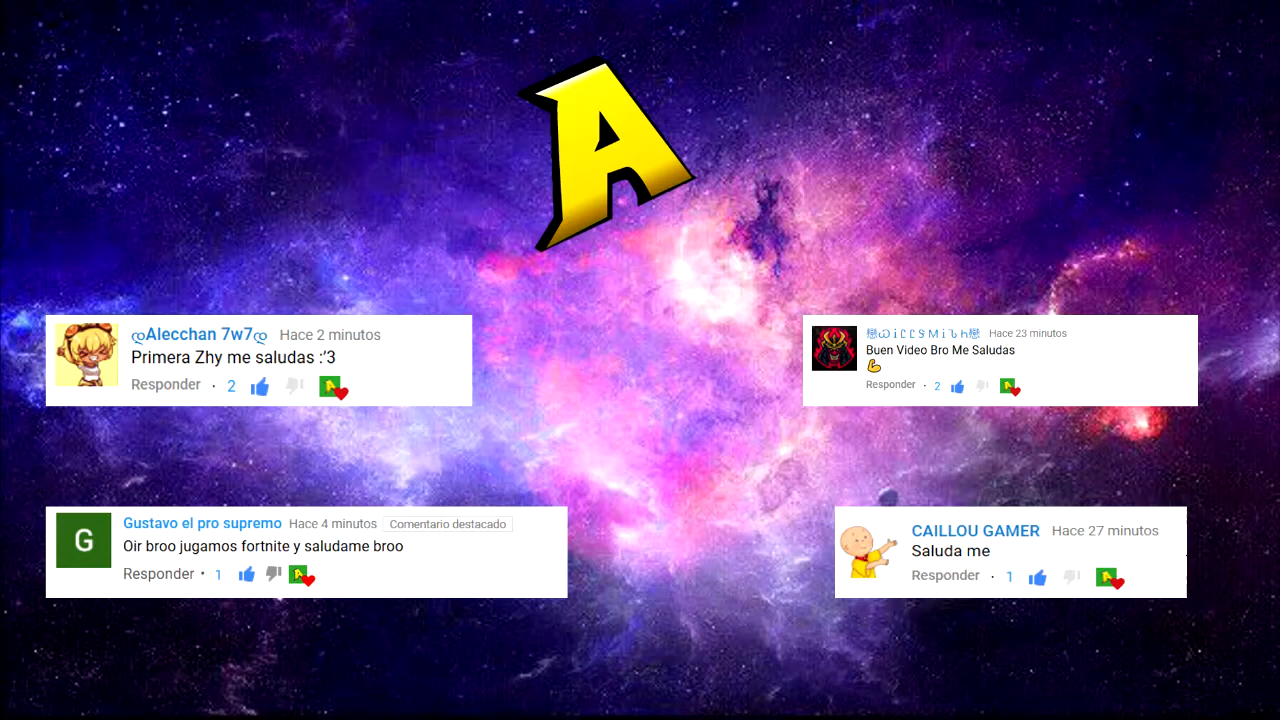 A
ლAlecchan 7w7ლ Hace 2 minutos
Primera Zhy me saludas :'3
Responder · 2
Hace 23 minutos
Buen Video Bro Me Saludas
💪
Responder · 2
G
Gustavo el pro supremo Hace 4 minutos Comentario destacado
Oir broo jugamos fortnite y saludame broo
Responder • 1
CAILLOU GAMER Hace 27 minutos
Saluda me
Responder · 1